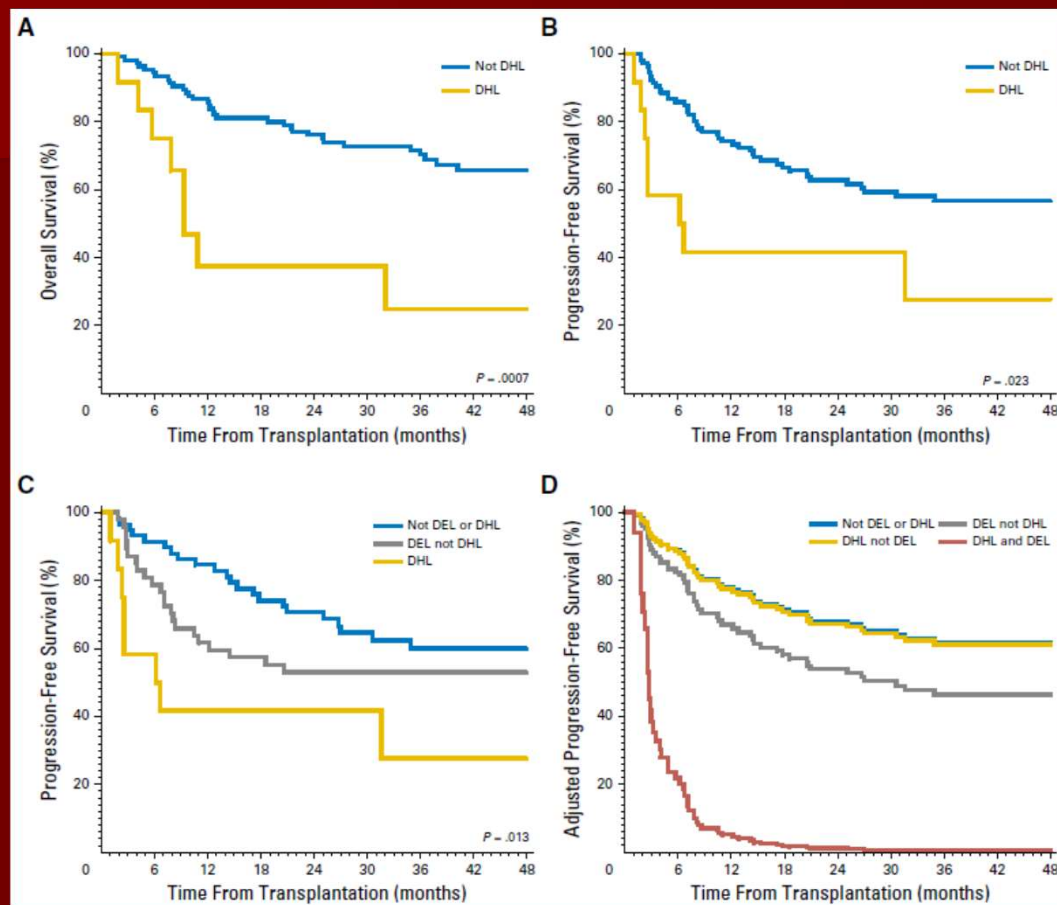 A
100
80
60
40
20
Overall Survival (%)
Not DHL
DHL
P = .0007
0 6 12 18 24 30 36 42 48
Time From Transplantation (months)
B
100
80
60
40
20
Progression-Free Survival (%)
Not DHL
DHL
P = .023
0 6 12 18 24 30 36 42 48
Time From Transplantation (months)
C
100
80
60
40
20
Progression-Free Survival (%)
Not DEL or DHL
DEL not DHL
DHL
P = .013
0 6 12 18 24 30 36 42 48
Time From Transplantation (months)
D
100
80
60
40
20
Adjusted Progression-Free Survival (%)
Not DEL or DHL
DEL not DHL
DHL not DEL
DHL and DEL
0 6 12 18 24 30 36 42 48
Time From Transplantation (months)